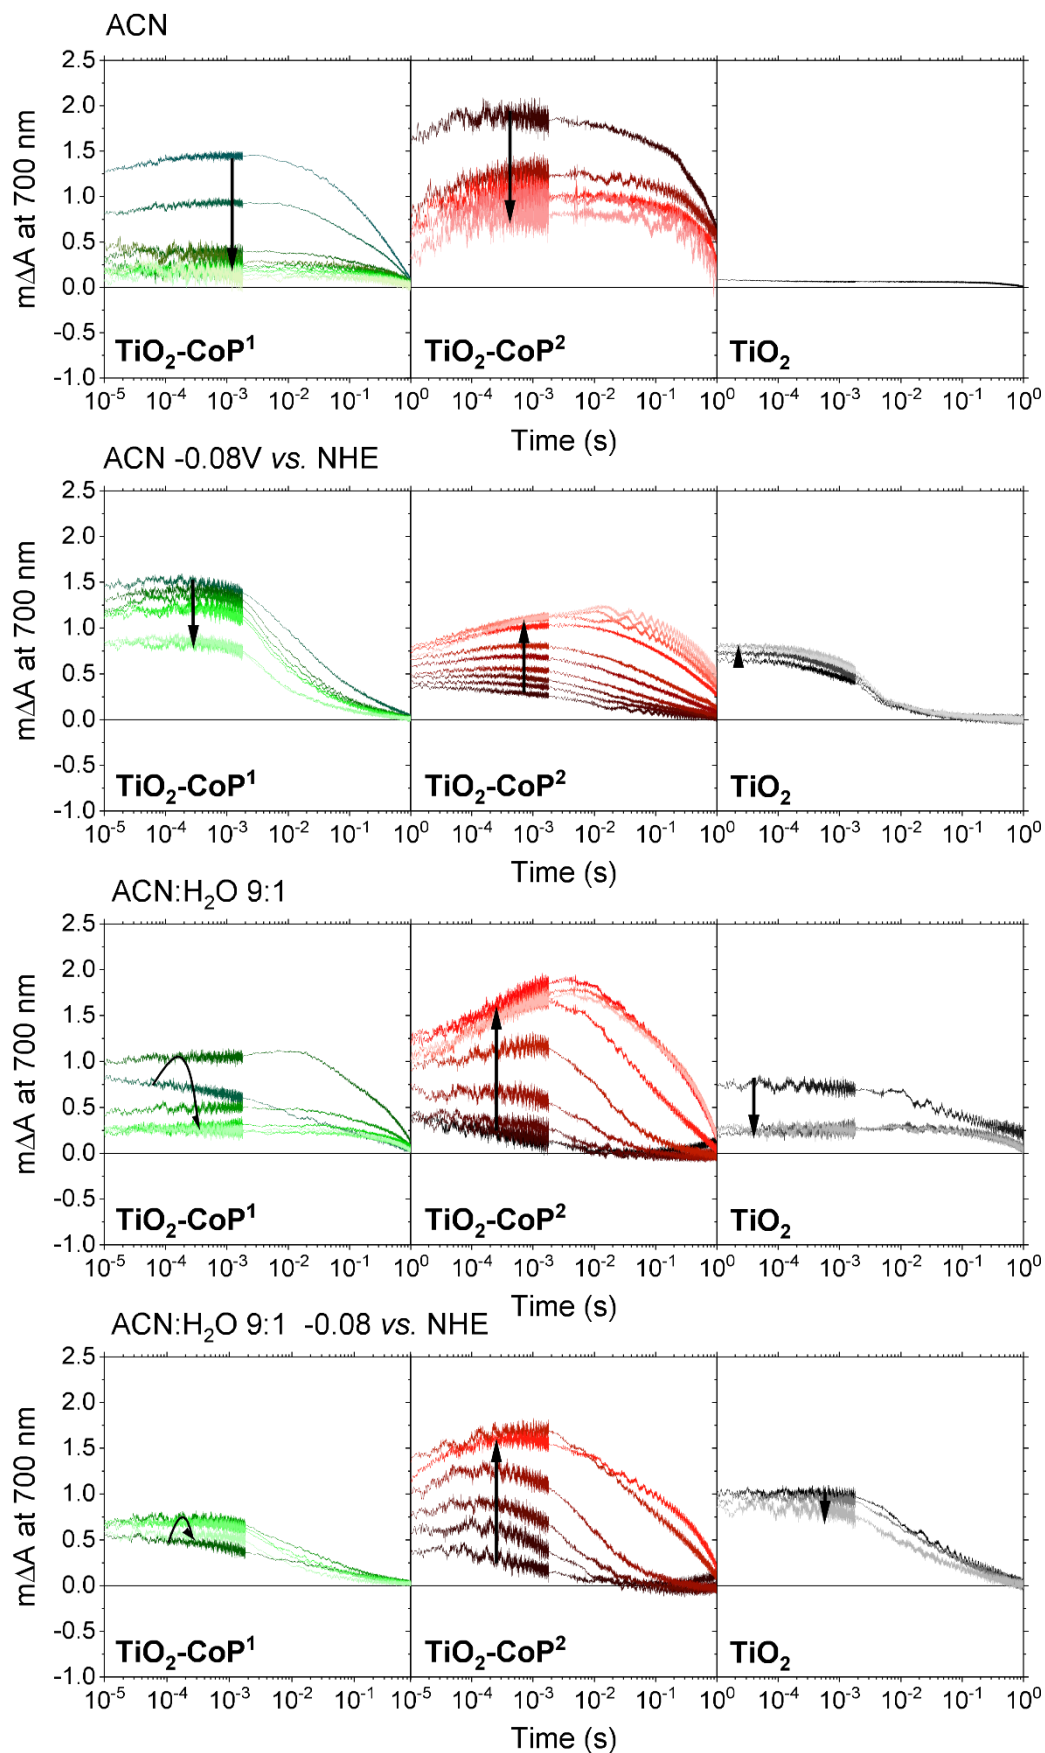 ACN
mΔA at 700 nm
2.5
2.0
1.5
1.0
0.5
0.0
-0.5
-1.0
TiO2-CoP1 TiO2-CoP2 TiO2
10-5 10-4 10-3 10-2 10-1 100 10-4 10-3 10-2 10-1 100 10-4 10-3 10-2 10-1 100
Time (s)
ACN -0.08V vs. NHE
mΔA at 700 nm
2.5
2.0
1.5
1.0
0.5
0.0
-0.5
-1.0
TiO2-CoP1 TiO2-CoP2 TiO2
10-5 10-4 10-3 10-2 10-1 100 10-4 10-3 10-2 10-1 100 10-4 10-3 10-2 10-1 100
Time (s)
ACN:H2O 9:1
mΔA at 700 nm
2.5
2.0
1.5
1.0
0.5
0.0
-0.5
-1.0
TiO2-CoP1 TiO2-CoP2 TiO2
10-5 10-4 10-3 10-2 10-1 100 10-4 10-3 10-2 10-1 100 10-4 10-3 10-2 10-1 100
Time (s)
ACN:H2O 9:1 -0.08 vs. NHE
mΔA at 700 nm
2.5
2.0
1.5
1.0
0.5
0.0
-0.5
-1.0
TiO2-CoP1 TiO2-CoP2 TiO2
10-5 10-4 10-3 10-2 10-1 100 10-4 10-3 10-2 10-1 100 10-4 10-3 10-2 10-1 100
Time (s)